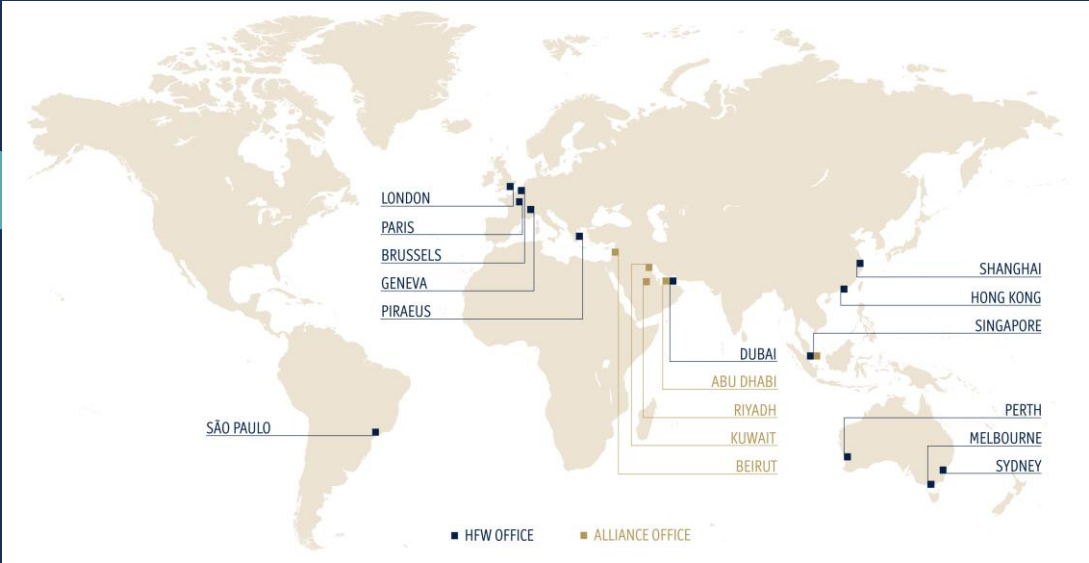 LONDON
PARIS
BRUSSELS
GENEVA
PIRAEUS
SHANGHAI
HONG KONG
SINGAPORE
DUBAI
ABU DHABI
RIYADH
KUWAIT
BEIRUT
SÃO PAULO
PERTH
MELBOURNE
SYDNEY
HFW OFFICE
ALLIANCE OFFICE